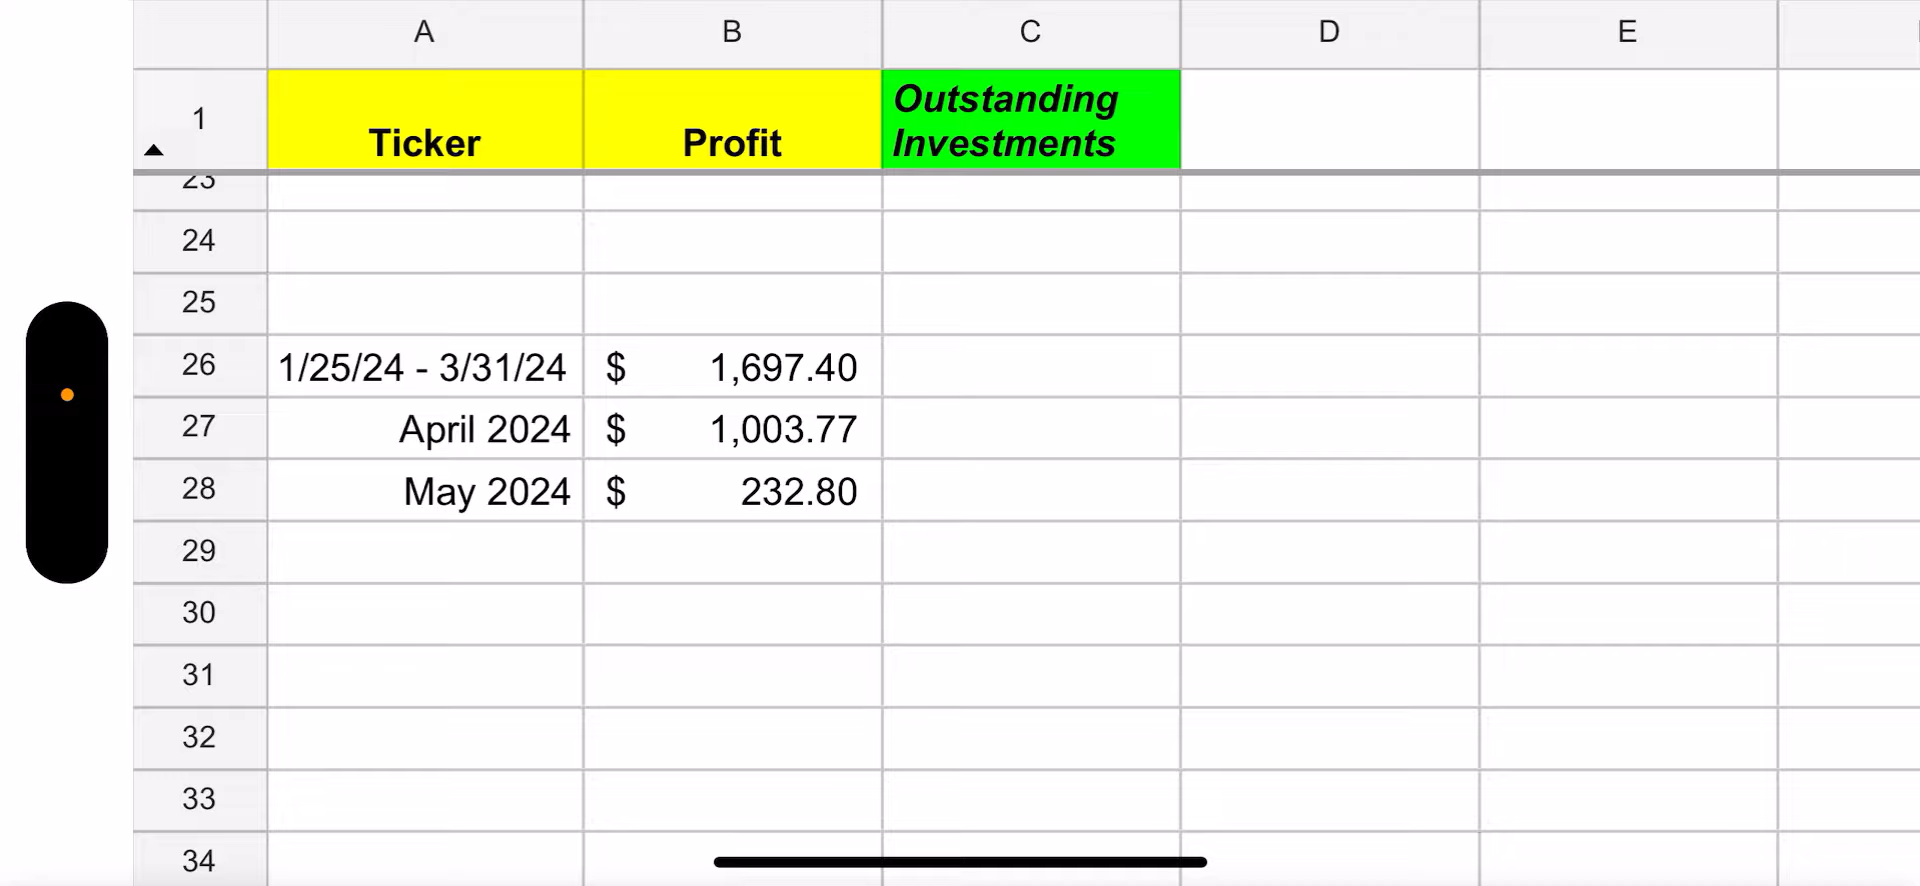 A B C D E
1 Ticker Profit Outstanding
Investments
23
24
25
26 1/25/24 - 3/31/24 $ 1,697.40
27 April 2024 $ 1,003.77
28 May 2024 $ 232.80
29
30
31
32
33
34